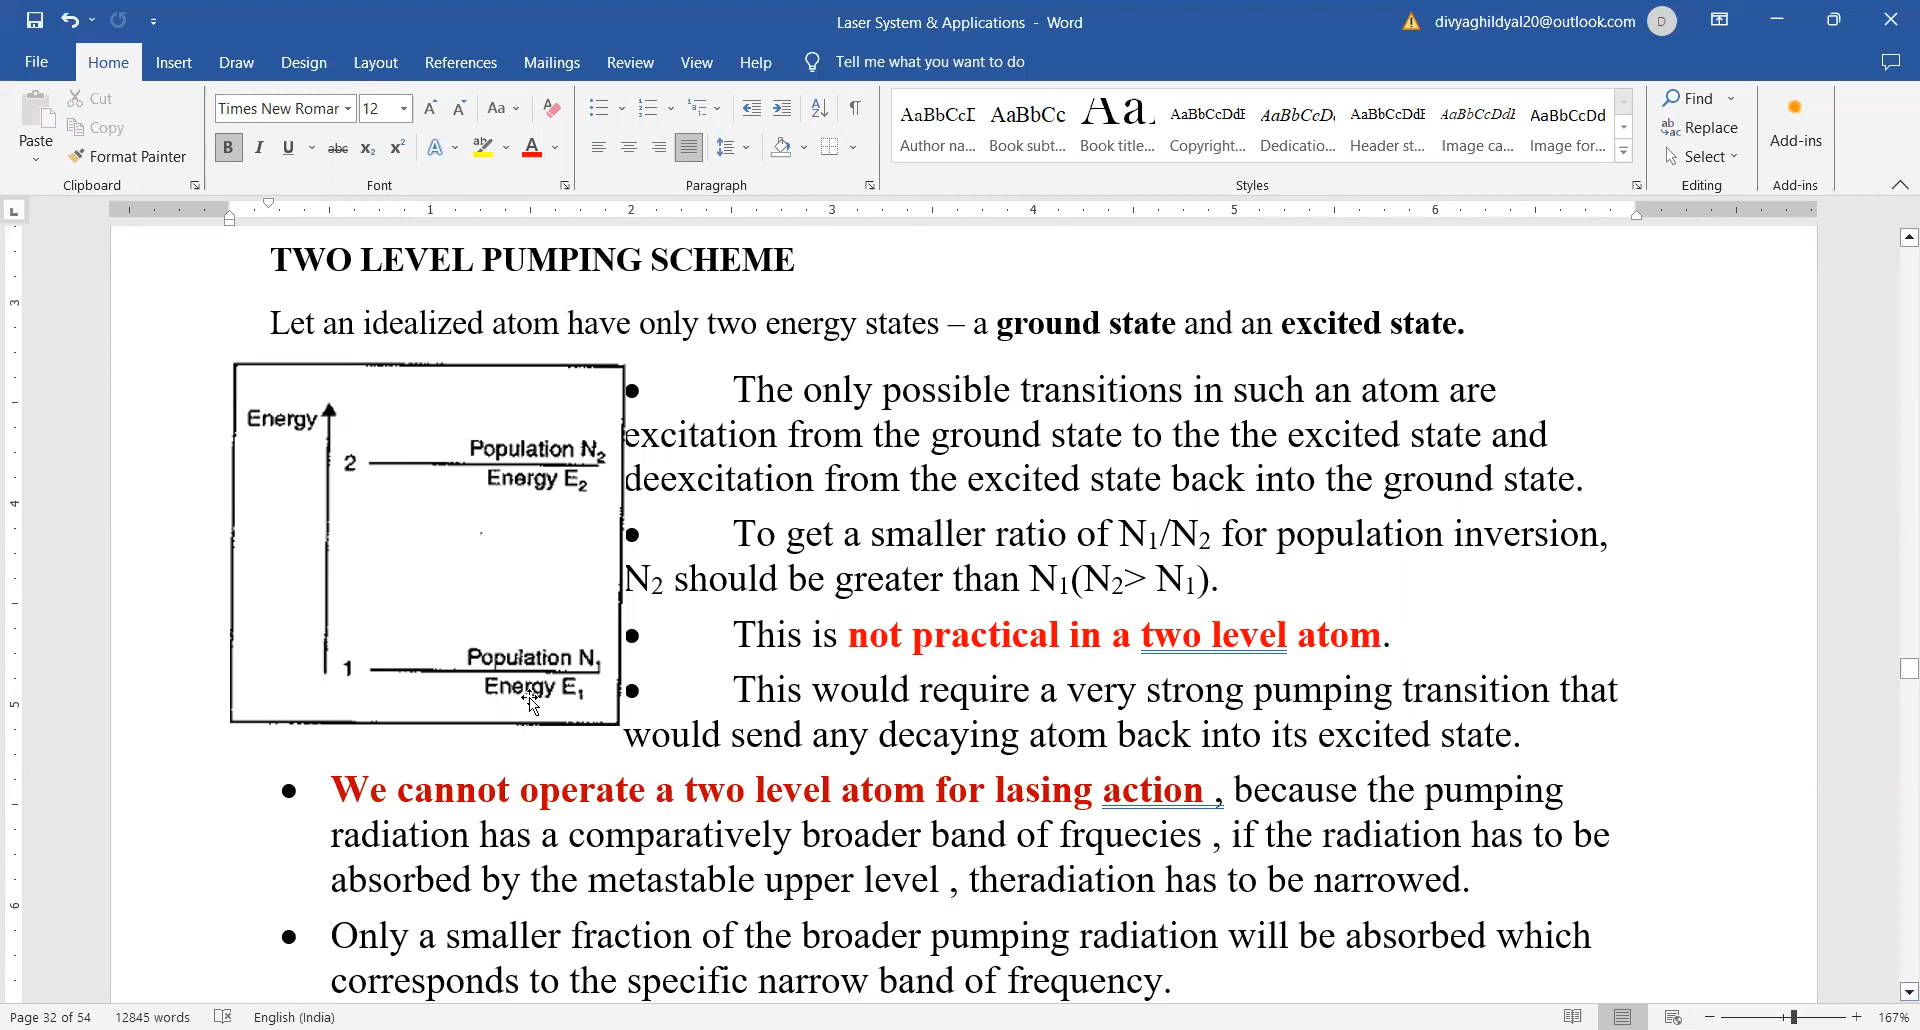 Laser System & Applications - Word
divyaghildyal20@outlook.com
D
File Home Insert Draw Design Layout References Mailings Review View Help Tell me what you want to do
Paste
Cut
Copy
Format Painter
Clipboard
Times New Roman 12
Font
Paragraph
AaBbCcI AaBbCc Aa. AaBbCcDdE AaBbCcD AaBbCcDdE AaBbCcDdI AaBbCcDd
Author na... Book subt... Book title... Copyright... Dedicatio... Header st... Image ca... Image for...
Styles
Find
Replace
Select
Editing
Add-ins
Add-ins
1 2 3 4 5 6
3
4
5
6
TWO LEVEL PUMPING SCHEME
Let an idealized atom have only two energy states – a ground state and an excited state.
Energy
2
Population N₂
Energy E₂
1
Population N₁
Energy E₁
• The only possible transitions in such an atom are
excitation from the ground state to the the excited state and
deexcitation from the excited state back into the ground state.
• To get a smaller ratio of N₁/N₂ for population inversion,
N₂ should be greater than N₁(N₂> N₁).
• This is not practical in a two level atom.
• This would require a very strong pumping transition that
would send any decaying atom back into its excited state.
• We cannot operate a two level atom for lasing action , because the pumping
radiation has a comparatively broader band of frquecies , if the radiation has to be
absorbed by the metastable upper level , theradiation has to be narrowed.
• Only a smaller fraction of the broader pumping radiation will be absorbed which
corresponds to the specific narrow band of frequency.
Page 32 of 54 12845 words English (India) 167%